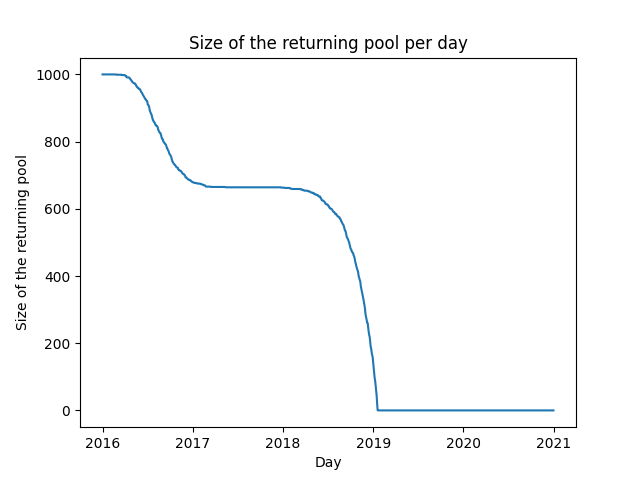 Size of the returning pool per day
Size of the returning pool
1000
800
600
400
200
0
2016 2017 2018 2019 2020 2021
Day